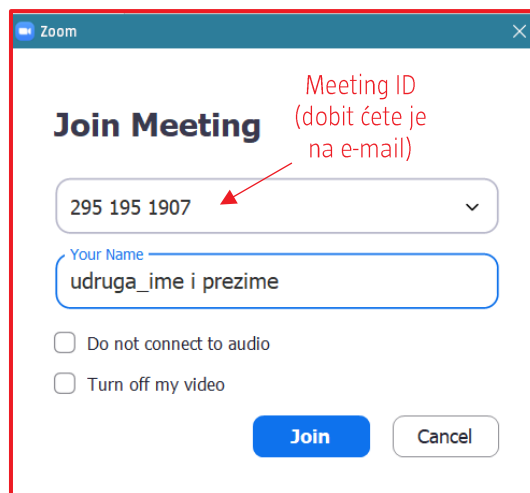 Zoom
Join Meeting
Meeting ID
(dobit ćete je
na e-mail)
295 195 1907
Your Name
udruga_ime i prezime
Do not connect to audio
Turn off my video
Join
Cancel